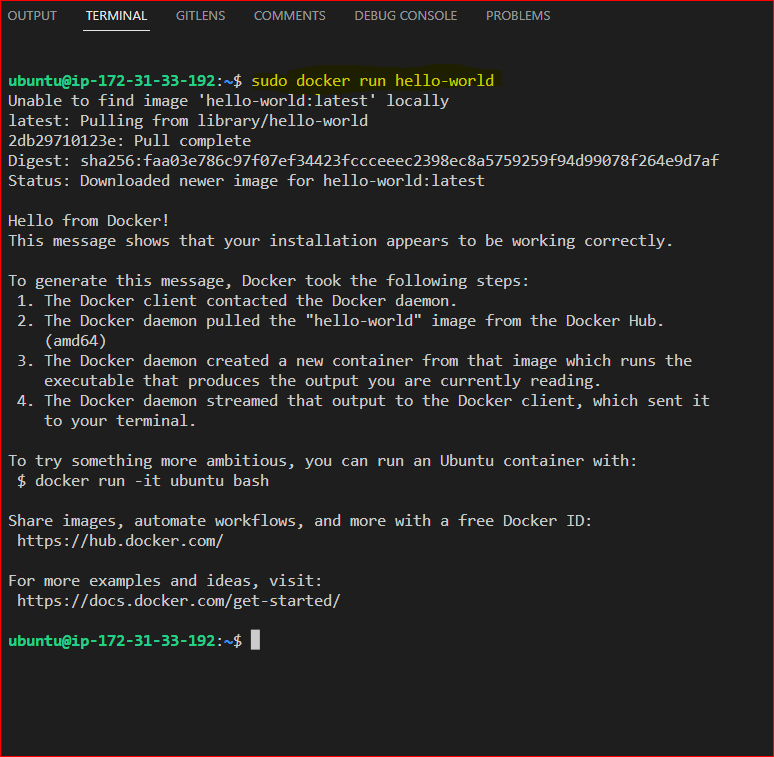 OUTPUT TERMINAL GITLENS COMMENTS DEBUG CONSOLE PROBLEMS
ubuntu@ip-172-31-33-192:~$ sudo docker run hello-world
Unable to find image 'hello-world:latest' locally
latest: Pulling from library/hello-world
2db29710123e: Pull complete
Digest: sha256:faa03e786c97f07ef34423fccceeec2398ec8a5759259f94d99078f264e9d7af
Status: Downloaded newer image for hello-world:latest

Hello from Docker!
This message shows that your installation appears to be working correctly.

To generate this message, Docker took the following steps:
 1. The Docker client contacted the Docker daemon.
 2. The Docker daemon pulled the "hello-world" image from the Docker Hub.
    (amd64)
 3. The Docker daemon created a new container from that image which runs the
    executable that produces the output you are currently reading.
 4. The Docker daemon streamed that output to the Docker client, which sent it
    to your terminal.

To try something more ambitious, you can run an Ubuntu container with:
 $ docker run -it ubuntu bash

Share images, automate workflows, and more with a free Docker ID:
 https://hub.docker.com/

For more examples and ideas, visit:
 https://docs.docker.com/get-started/

ubuntu@ip-172-31-33-192:~$